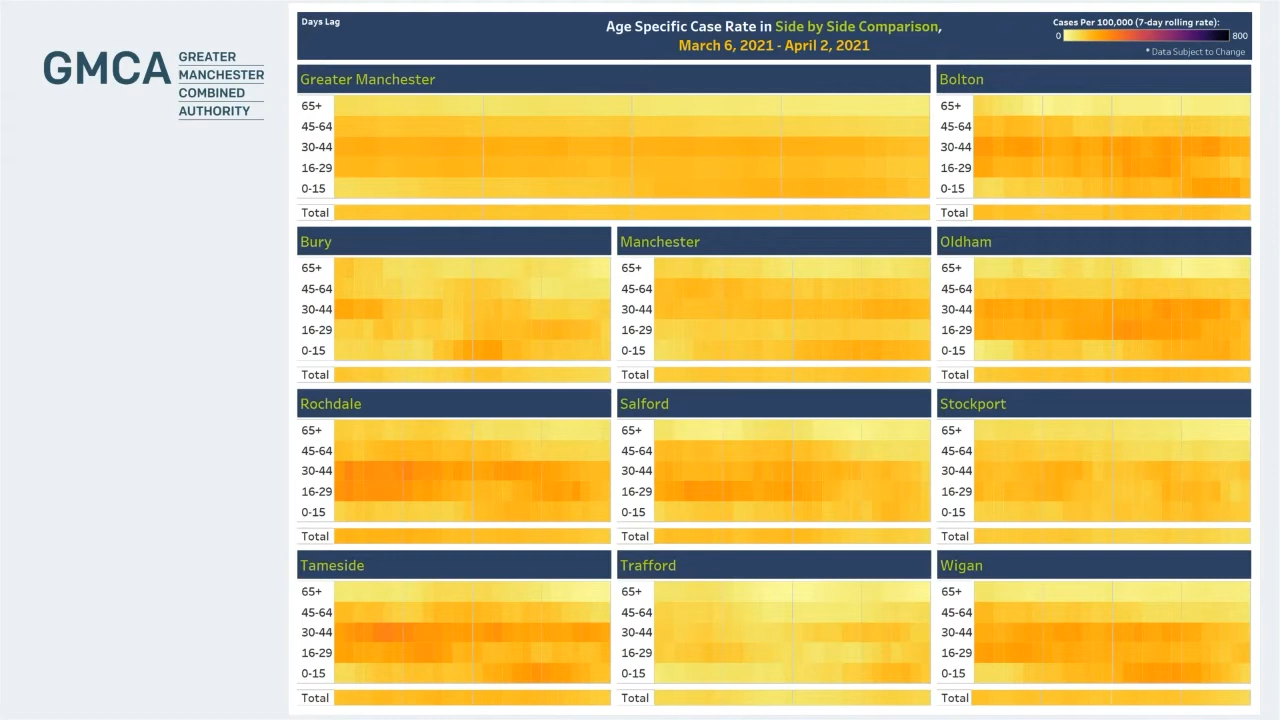 GMCA
GREATER
MANCHESTER
COMBINED
AUTHORITY
Days Lag
Age Specific Case Rate in Side by Side Comparison,
March 6, 2021 - April 2, 2021
Cases Per 100,000 (7-day rolling rate):
0 800
* Data Subject to Change
Greater Manchester
65+
45-64
30-44
16-29
0-15
Total
Bolton
65+
45-64
30-44
16-29
0-15
Total
Bury
65+
45-64
30-44
16-29
0-15
Total
Manchester
65+
45-64
30-44
16-29
0-15
Total
Oldham
65+
45-64
30-44
16-29
0-15
Total
Rochdale
65+
45-64
30-44
16-29
0-15
Total
Salford
65+
45-64
30-44
16-29
0-15
Total
Stockport
65+
45-64
30-44
16-29
0-15
Total
Tameside
65+
45-64
30-44
16-29
0-15
Total
Trafford
65+
45-64
30-44
16-29
0-15
Total
Wigan
65+
45-64
30-44
16-29
0-15
Total